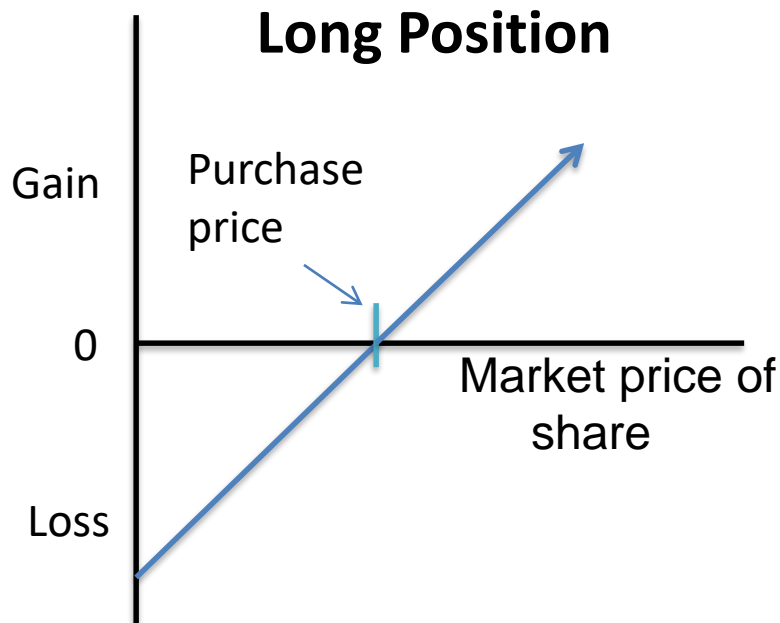 Long Position
Gain
Purchase
price
0
Market price of
share
Loss